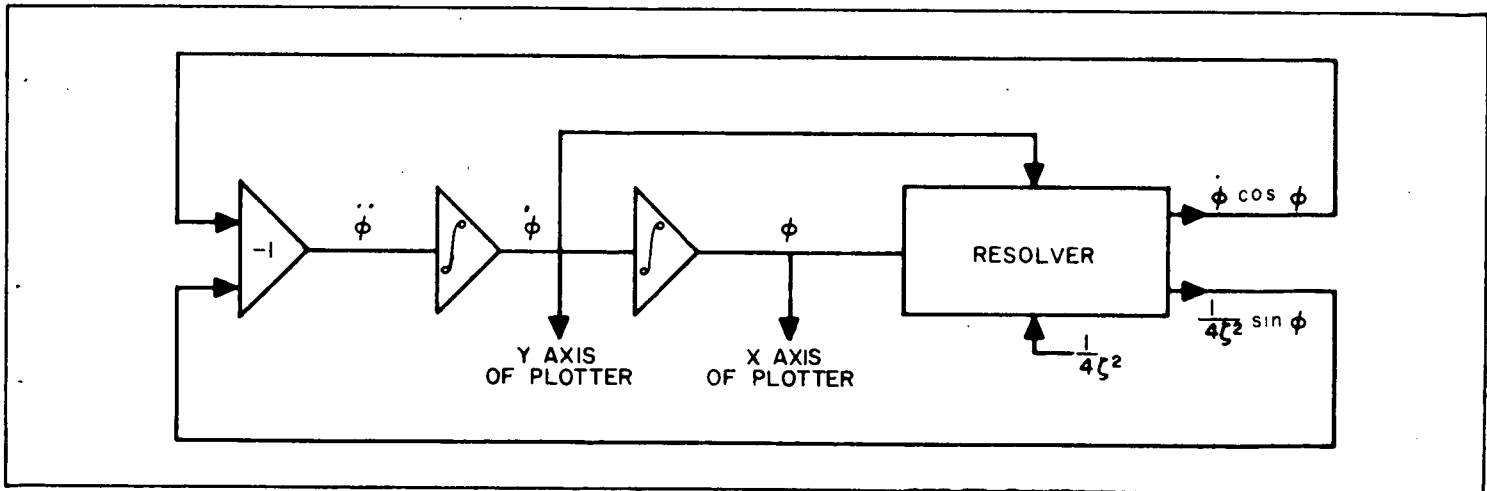 -1
φ̈
∫
φ̇
∫
φ
RESOLVER
φ̇ cos φ
1/4ζ² sin φ
1/4ζ²
Y AXIS
OF PLOTTER
X AXIS
OF PLOTTER